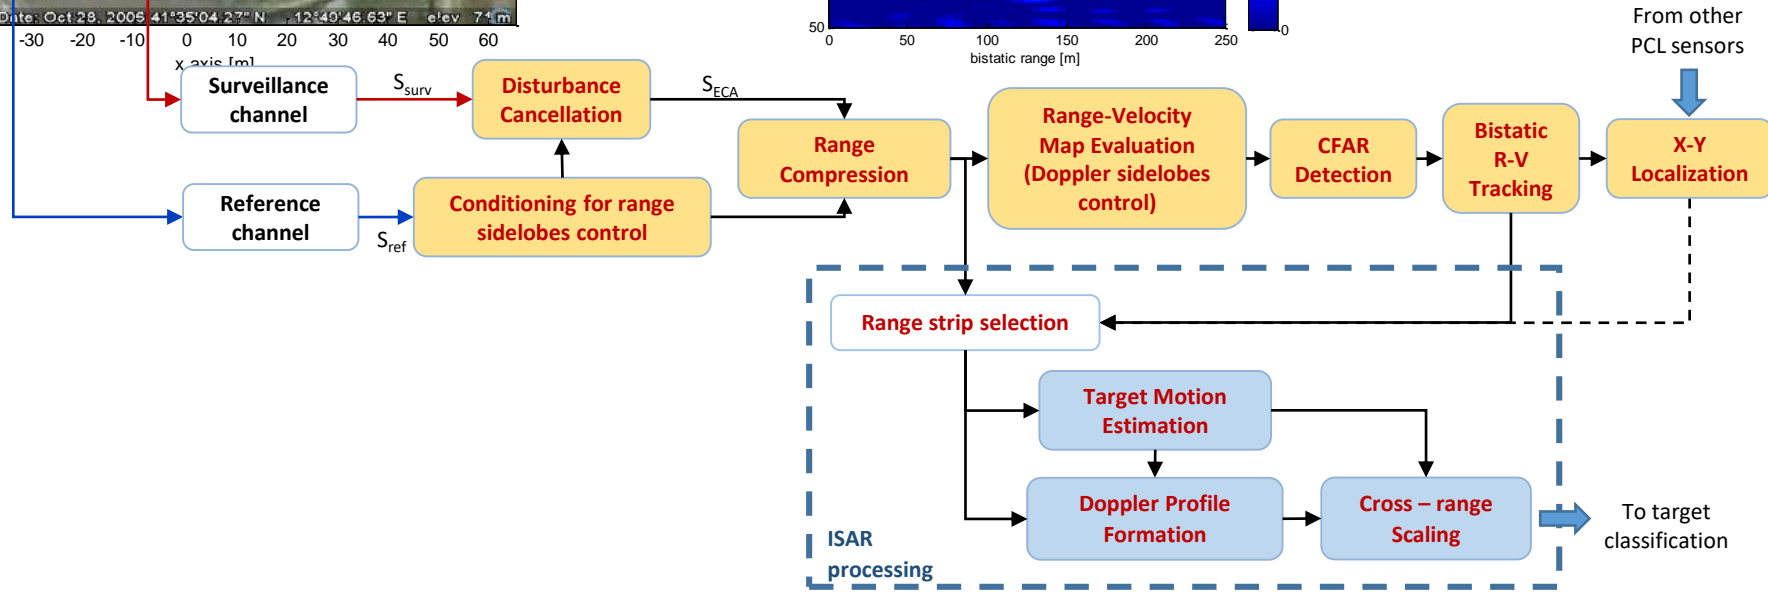 Date: Oct 28, 2005 41°35'04.27" N 12°49'46.63" E elev 71 m
-30 -20 -10 0 10 20 30 40 50 60
x axis [m]
50
0 50 100 150 200 250
0
bistatic range [m]
From other
PCL sensors
Surveillance
channel
S_surv
Disturbance
Cancellation
S_ECA
Range
Compression
Range-Velocity
Map Evaluation
(Doppler sidelobes
control)
CFAR
Detection
Bistatic
R-V
Tracking
X-Y
Localization
Reference
channel
S_ref
Conditioning for range
sidelobes control
Range strip selection
Target Motion
Estimation
Doppler Profile
Formation
Cross – range
Scaling
To target
classification
ISAR
processing